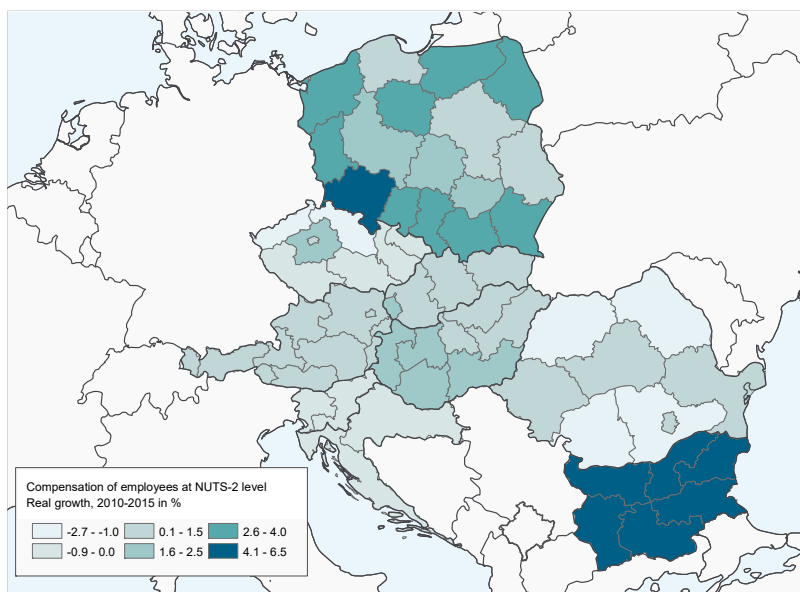 Compensation of employees at NUTS-2 level
Real growth, 2010-2015 in %
-2.7 - -1.0 0.1 - 1.5 2.6 - 4.0
-0.9 - 0.0 1.6 - 2.5 4.1 - 6.5